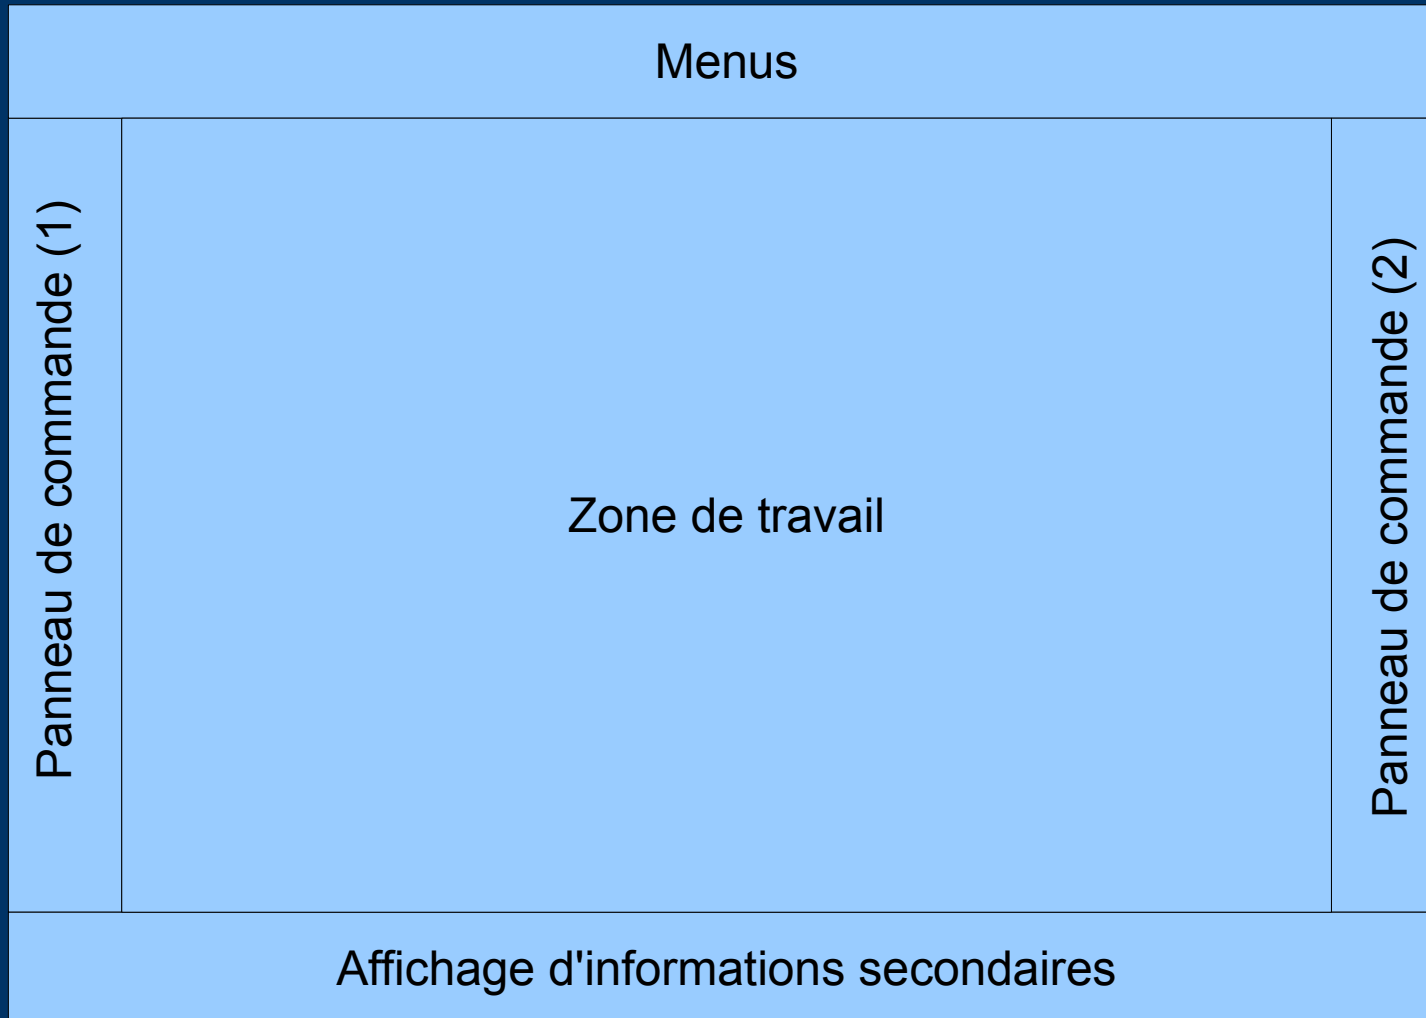 Menus
Panneau de commande (1)
Zone de travail
Panneau de commande (2)
Affichage d'informations secondaires